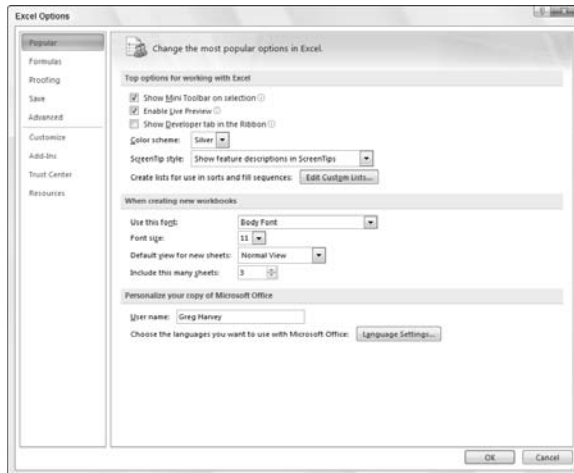 Excel Options
Popular
Formulas
Proofing
Save
Advanced
Customize
Add-Ins
Trust Center
Resources
Change the most popular options in Excel.
Top options for working with Excel
Show Mini Toolbar on selection
Enable Live Preview
Show Developer tab in the Ribbon
Color scheme: Silver
ScreenTip style: Show feature descriptions in ScreenTips
Create lists for use in sorts and fill sequences: Edit Custom Lists...
When creating new workbooks
Use this font: Body Font
Font size: 11
Default view for new sheets: Normal View
Include this many sheets: 3
Personalize your copy of Microsoft Office
User name: Greg Harvey
Choose the languages you want to use with Microsoft Office: Language Settings...
OK Cancel